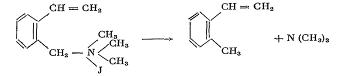 CH = CH₂ CH = CH₂
CH₃
CH₂ — N — CH₃ ⟶ CH₃ + N (CH₃)₃
CH₃
J